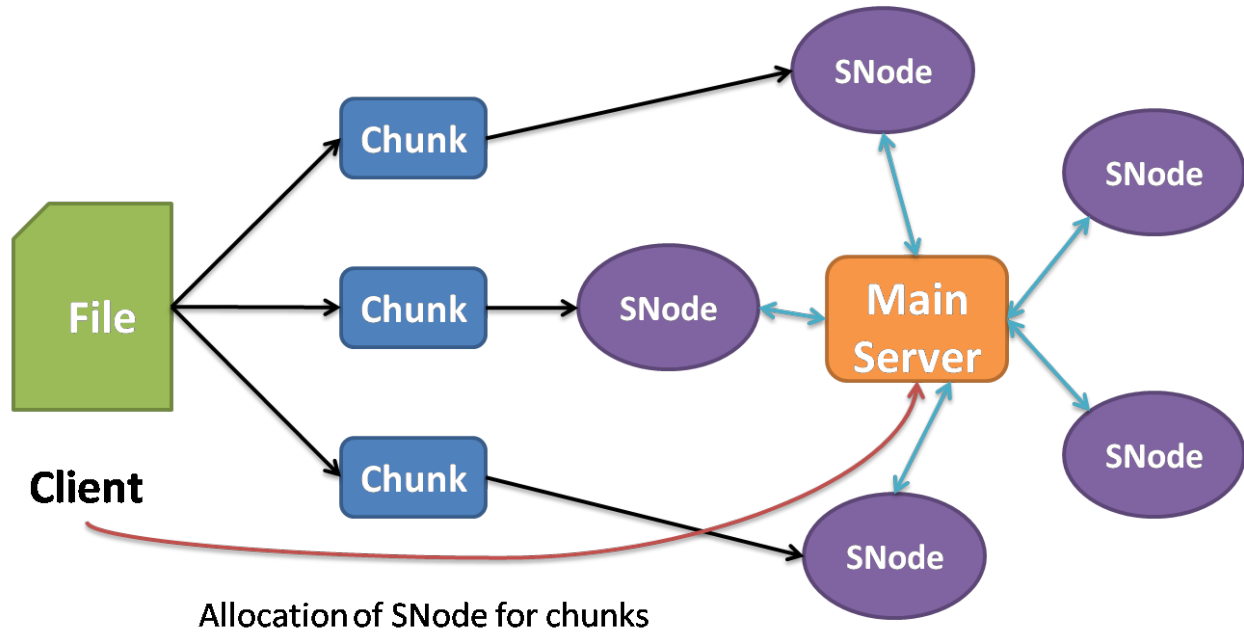 SNode
Chunk
SNode
File
Chunk
SNode
Main
Server
Chunk
SNode
Client
SNode
Allocation of SNode for chunks